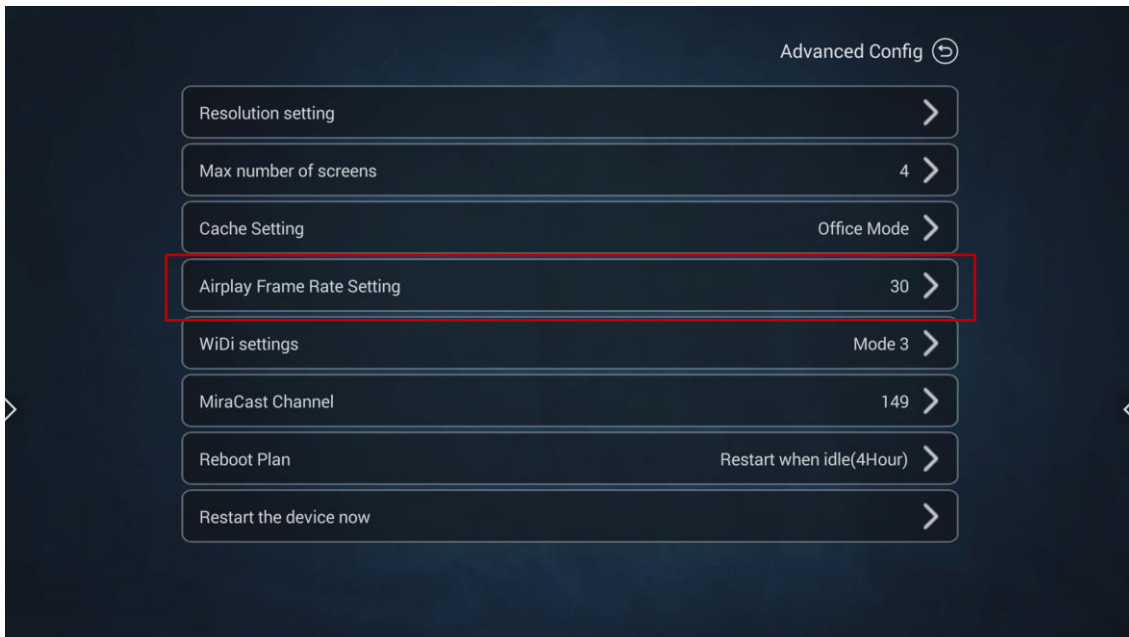 Advanced Config
Resolution setting
Max number of screens 4
Cache Setting Office Mode
Airplay Frame Rate Setting 30
WiDi settings Mode 3
MiraCast Channel 149
Reboot Plan Restart when idle(4Hour)
Restart the device now